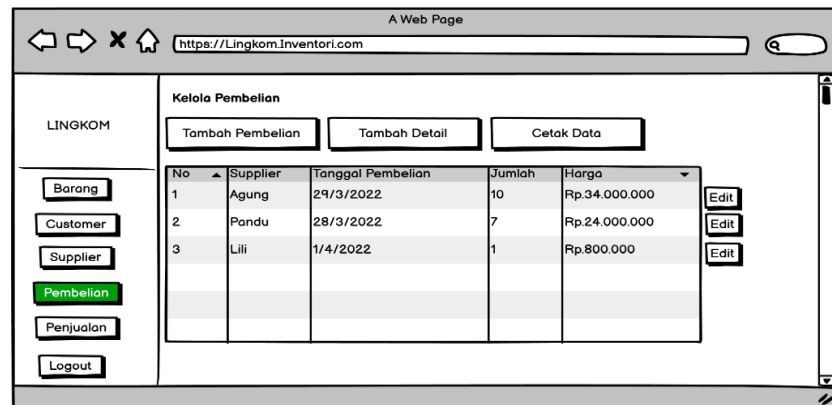 A Web Page
https://Lingkom.Inventori.com
LINGKOM
Barang
Customer
Supplier
Pembelian
Penjualan
Logout
Kelola Pembelian
Tambah Pembelian Tambah Detail Cetak Data
No Supplier Tanggal Pembelian Jumlah Harga
1 Agung 29/3/2022 10 Rp.34.000.000 Edit
2 Pandu 28/3/2022 7 Rp.24.000.000 Edit
3 Lili 1/4/2022 1 Rp.800.000 Edit